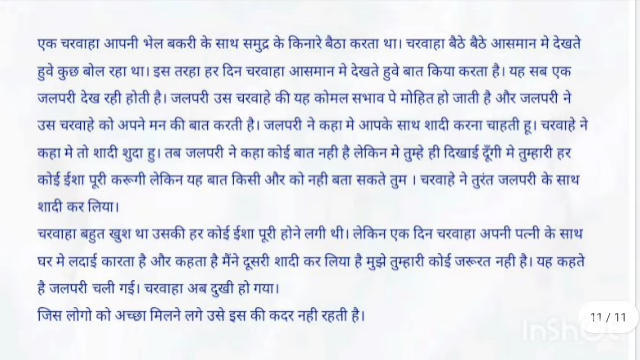 एक चरवाहा आपनी भेल बकरी के साथ समुद्र के किनारे बैठा करता था। चरवाहा बैठे बैठे आसमान मे देखते
हुवे कुछ बोल रहा था। इस तरहा हर दिन चरवाहा आसमान मे देखते हुवे बात किया करता है। यह सब एक
जलपरी देख रही होती है। जलपरी उस चरवाहे की यह कोमल सभाव पे मोहित हो जाती है और जलपरी ने
उस चरवाहे को अपने मन की बात करती है। जलपरी ने कहा मे आपके साथ शादी करना चाहती हू। चरवाहे ने
कहा मे तो शादी शुदा हु। तब जलपरी ने कहा कोई बात नही है लेकिन मे तुम्हे ही दिखाई दूँगी मे तुम्हारी हर
कोई ईशा पूरी करूगी लेकिन यह बात किसी और को नही बता सकते तुम । चरवाहे ने तुरंत जलपरी के साथ
शादी कर लिया।
चरवाहा बहुत खुश था उसकी हर कोई ईशा पूरी होने लगी थी। लेकिन एक दिन चरवाहा अपनी पत्नी के साथ
घर मे लदाई कारता है और कहता है मैंने दूसरी शादी कर लिया है मुझे तुम्हारी कोई जरूरत नही है। यह कहते
है जलपरी चली गई। चरवाहा अब दुखी हो गया।
जिस लोगो को अच्छा मिलने लगे उसे इस की कदर नही रहती है।
11 / 11